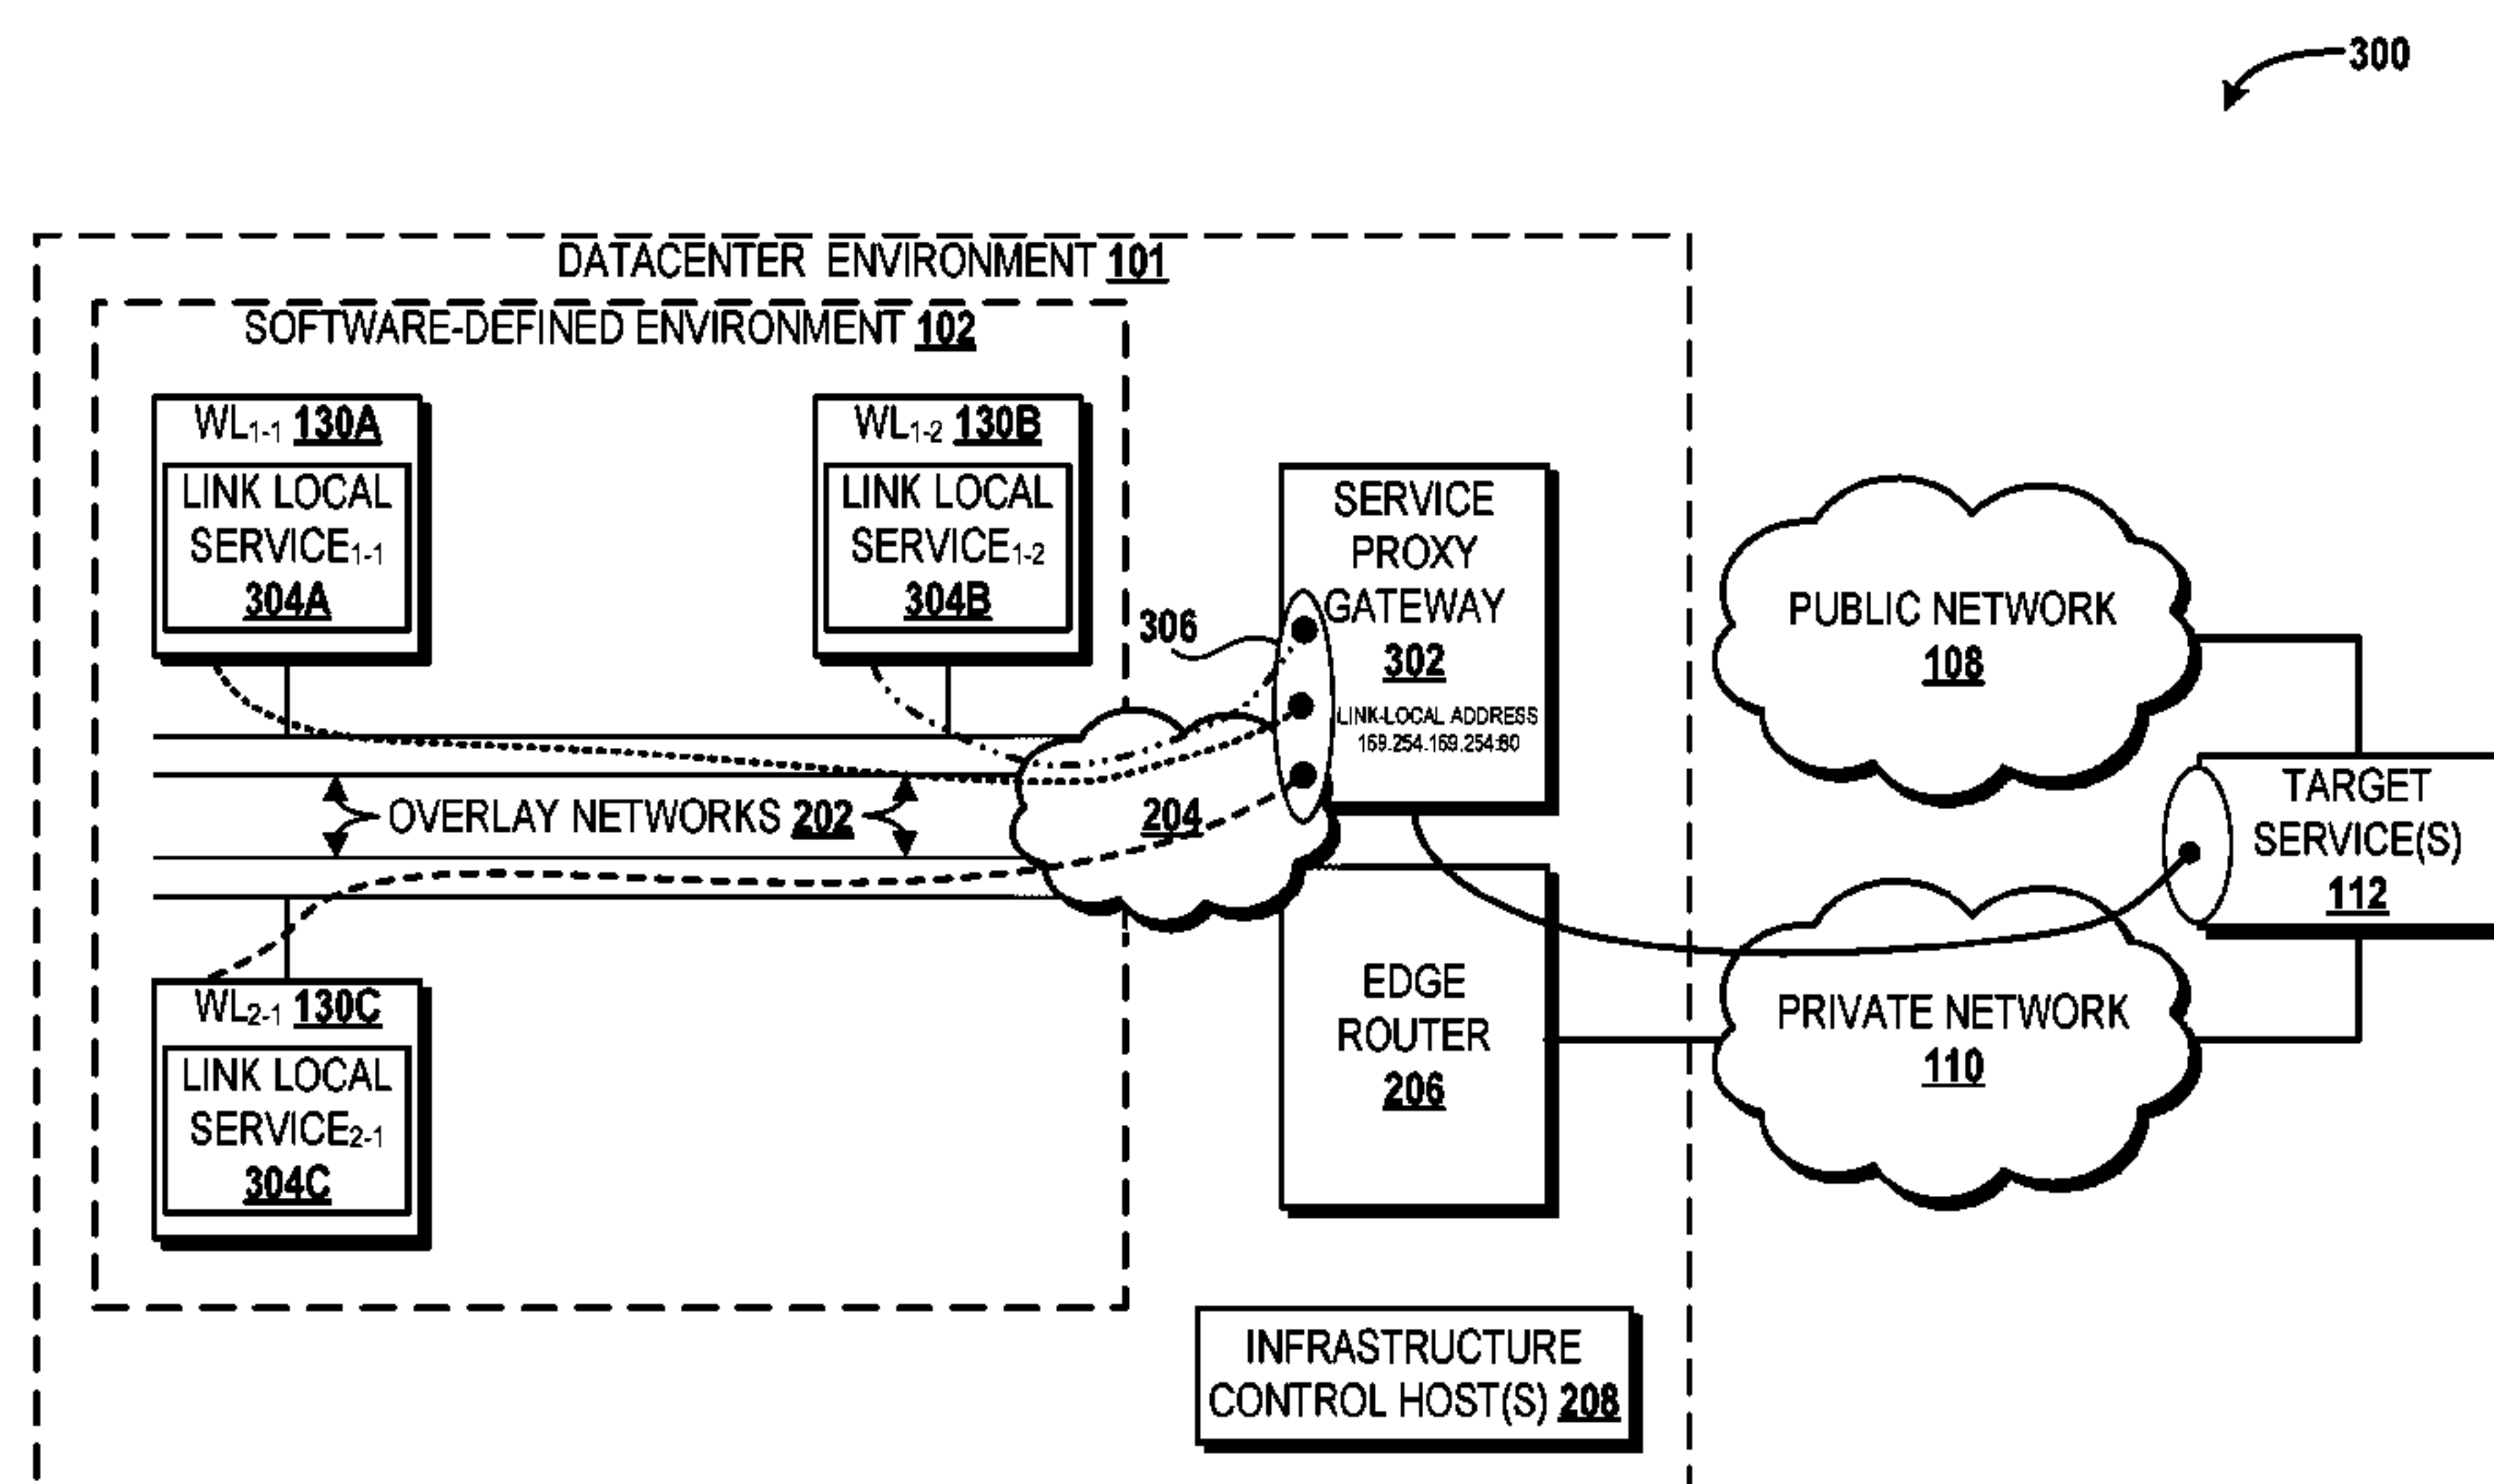 300
DATACENTER ENVIRONMENT 101
SOFTWARE-DEFINED ENVIRONMENT 102
WL1-1 130A
LINK LOCAL
SERVICE1-1
304A
WL1-2 130B
LINK LOCAL
SERVICE1-2
304B
306
SERVICE
PROXY
GATEWAY
302
LINK-LOCAL ADDRESS
169.254.169.254:80
PUBLIC NETWORK
108
OVERLAY NETWORKS 202
204
TARGET
SERVICE(S)
112
WL2-1 130C
LINK LOCAL
SERVICE2-1
304C
EDGE
ROUTER
206
PRIVATE NETWORK
110
INFRASTRUCTURE
CONTROL HOST(S) 208